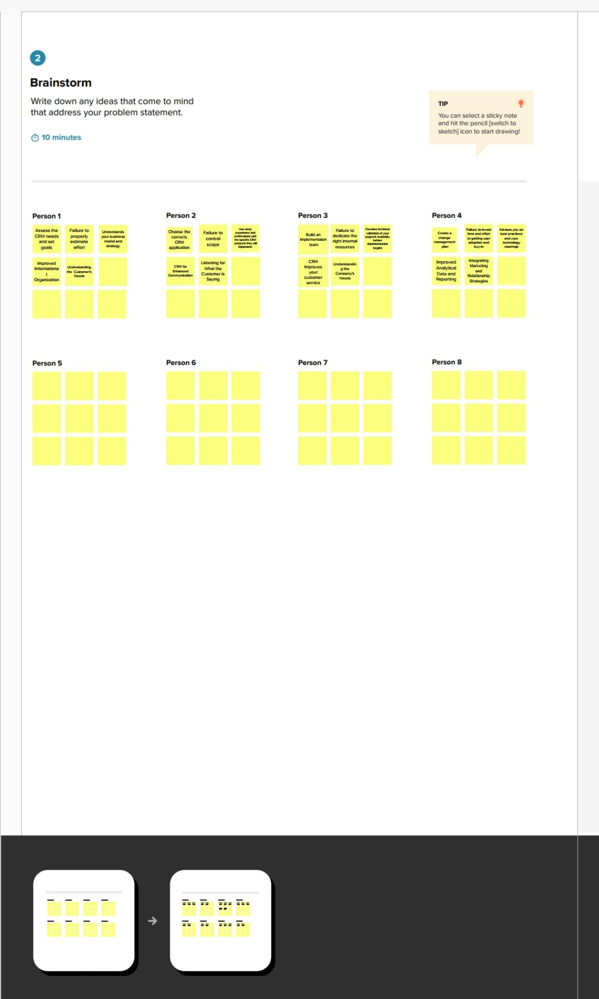 2
Brainstorm
Write down any ideas that come to mind
that address your problem statement.
10 minutes
TIP
You can select a sticky note
and hit the pencil [switch to
sketch] icon to start drawing!
Person 1
Assess the
CRM needs
and set
goals
Failure to
properly
estimate
effort
Understands
your business
model and
strategy
Improved
Informationa
l
Organization
Understanding
the Customer's
Needs
Person 2
Choose the
corrects
CRM
application
Failure to
control
scope
Has deep
experience and
certifications with
the specific CRM
products they will
implement
CRM for
Enhanced
Communication
Listening for
What the
Customer is
Saying
Person 3
Build an
implementaion
team
Failure to
dedicate the
right internal
resources
Provides technical
validation of your
project's feasibility
before
implementation
begins
CRM
Improves
your
customer
service
Understandin
g the
Company's
Needs
Person 4
Create a
change
management
plan
Failure to invest
time and effort
to getting user
adoption and
buy-in
Advises you on
best practices
and your
technology
roadmap
Improved
Analytical
Data and
Reporting
Integrating
Marketing
and
Relationship
Strategies
Person 5
Person 6
Person 7
Person 8